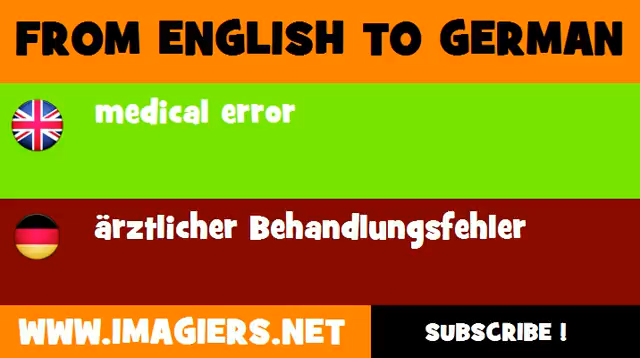 FROM ENGLISH TO GERMAN
medical error
ärztlicher Behandlungsfehler
WWW.IMAGIERS.NET
SUBSCRIBE !